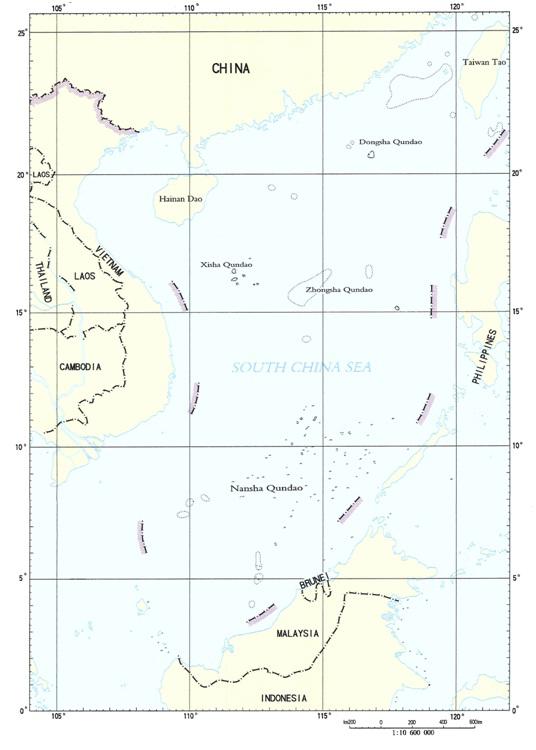 105° 110° 115° 120°
25° 25°
CHINA
Taiwan Tao
Dongsha Qundao
20° 20°
LAOS
Hainan Dao
VIETNAM
Xisha Qundao
THAILAND
LAOS
Zhongsha Qundao
15° 15°
PHILIPPINES
CAMBODIA
SOUTH CHINA SEA
10° 10°
Nansha Qundao
5° 5°
BRUNEI
MALAYSIA
INDONESIA
0° 0°
105° 110° 115° 120°
km200 0 200 400 600km
1:10 600 000